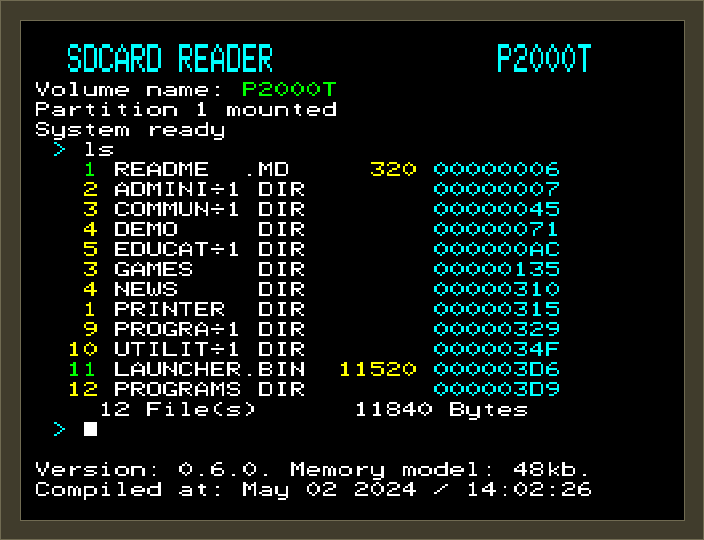 SDCARD READER P2000T
Volume name: P2000T
Partition 1 mounted
System ready
> ls
1 README .MD 320 00000006
2 ADMINI÷1 DIR 00000007
3 COMMUN÷1 DIR 00000045
4 DEMO DIR 00000071
5 EDUCAT÷1 DIR 000000AC
3 GAMES DIR 00000135
4 NEWS DIR 00000310
1 PRINTER DIR 00000315
9 PROGRA÷1 DIR 00000329
10 UTILIT÷1 DIR 0000034F
11 LAUNCHER.BIN 11520 000003D6
12 PROGRAMS DIR 000003D9
12 File(s) 11840 Bytes
>
Version: 0.6.0. Memory model: 48kb.
Compiled at: May 02 2024 / 14:02:26